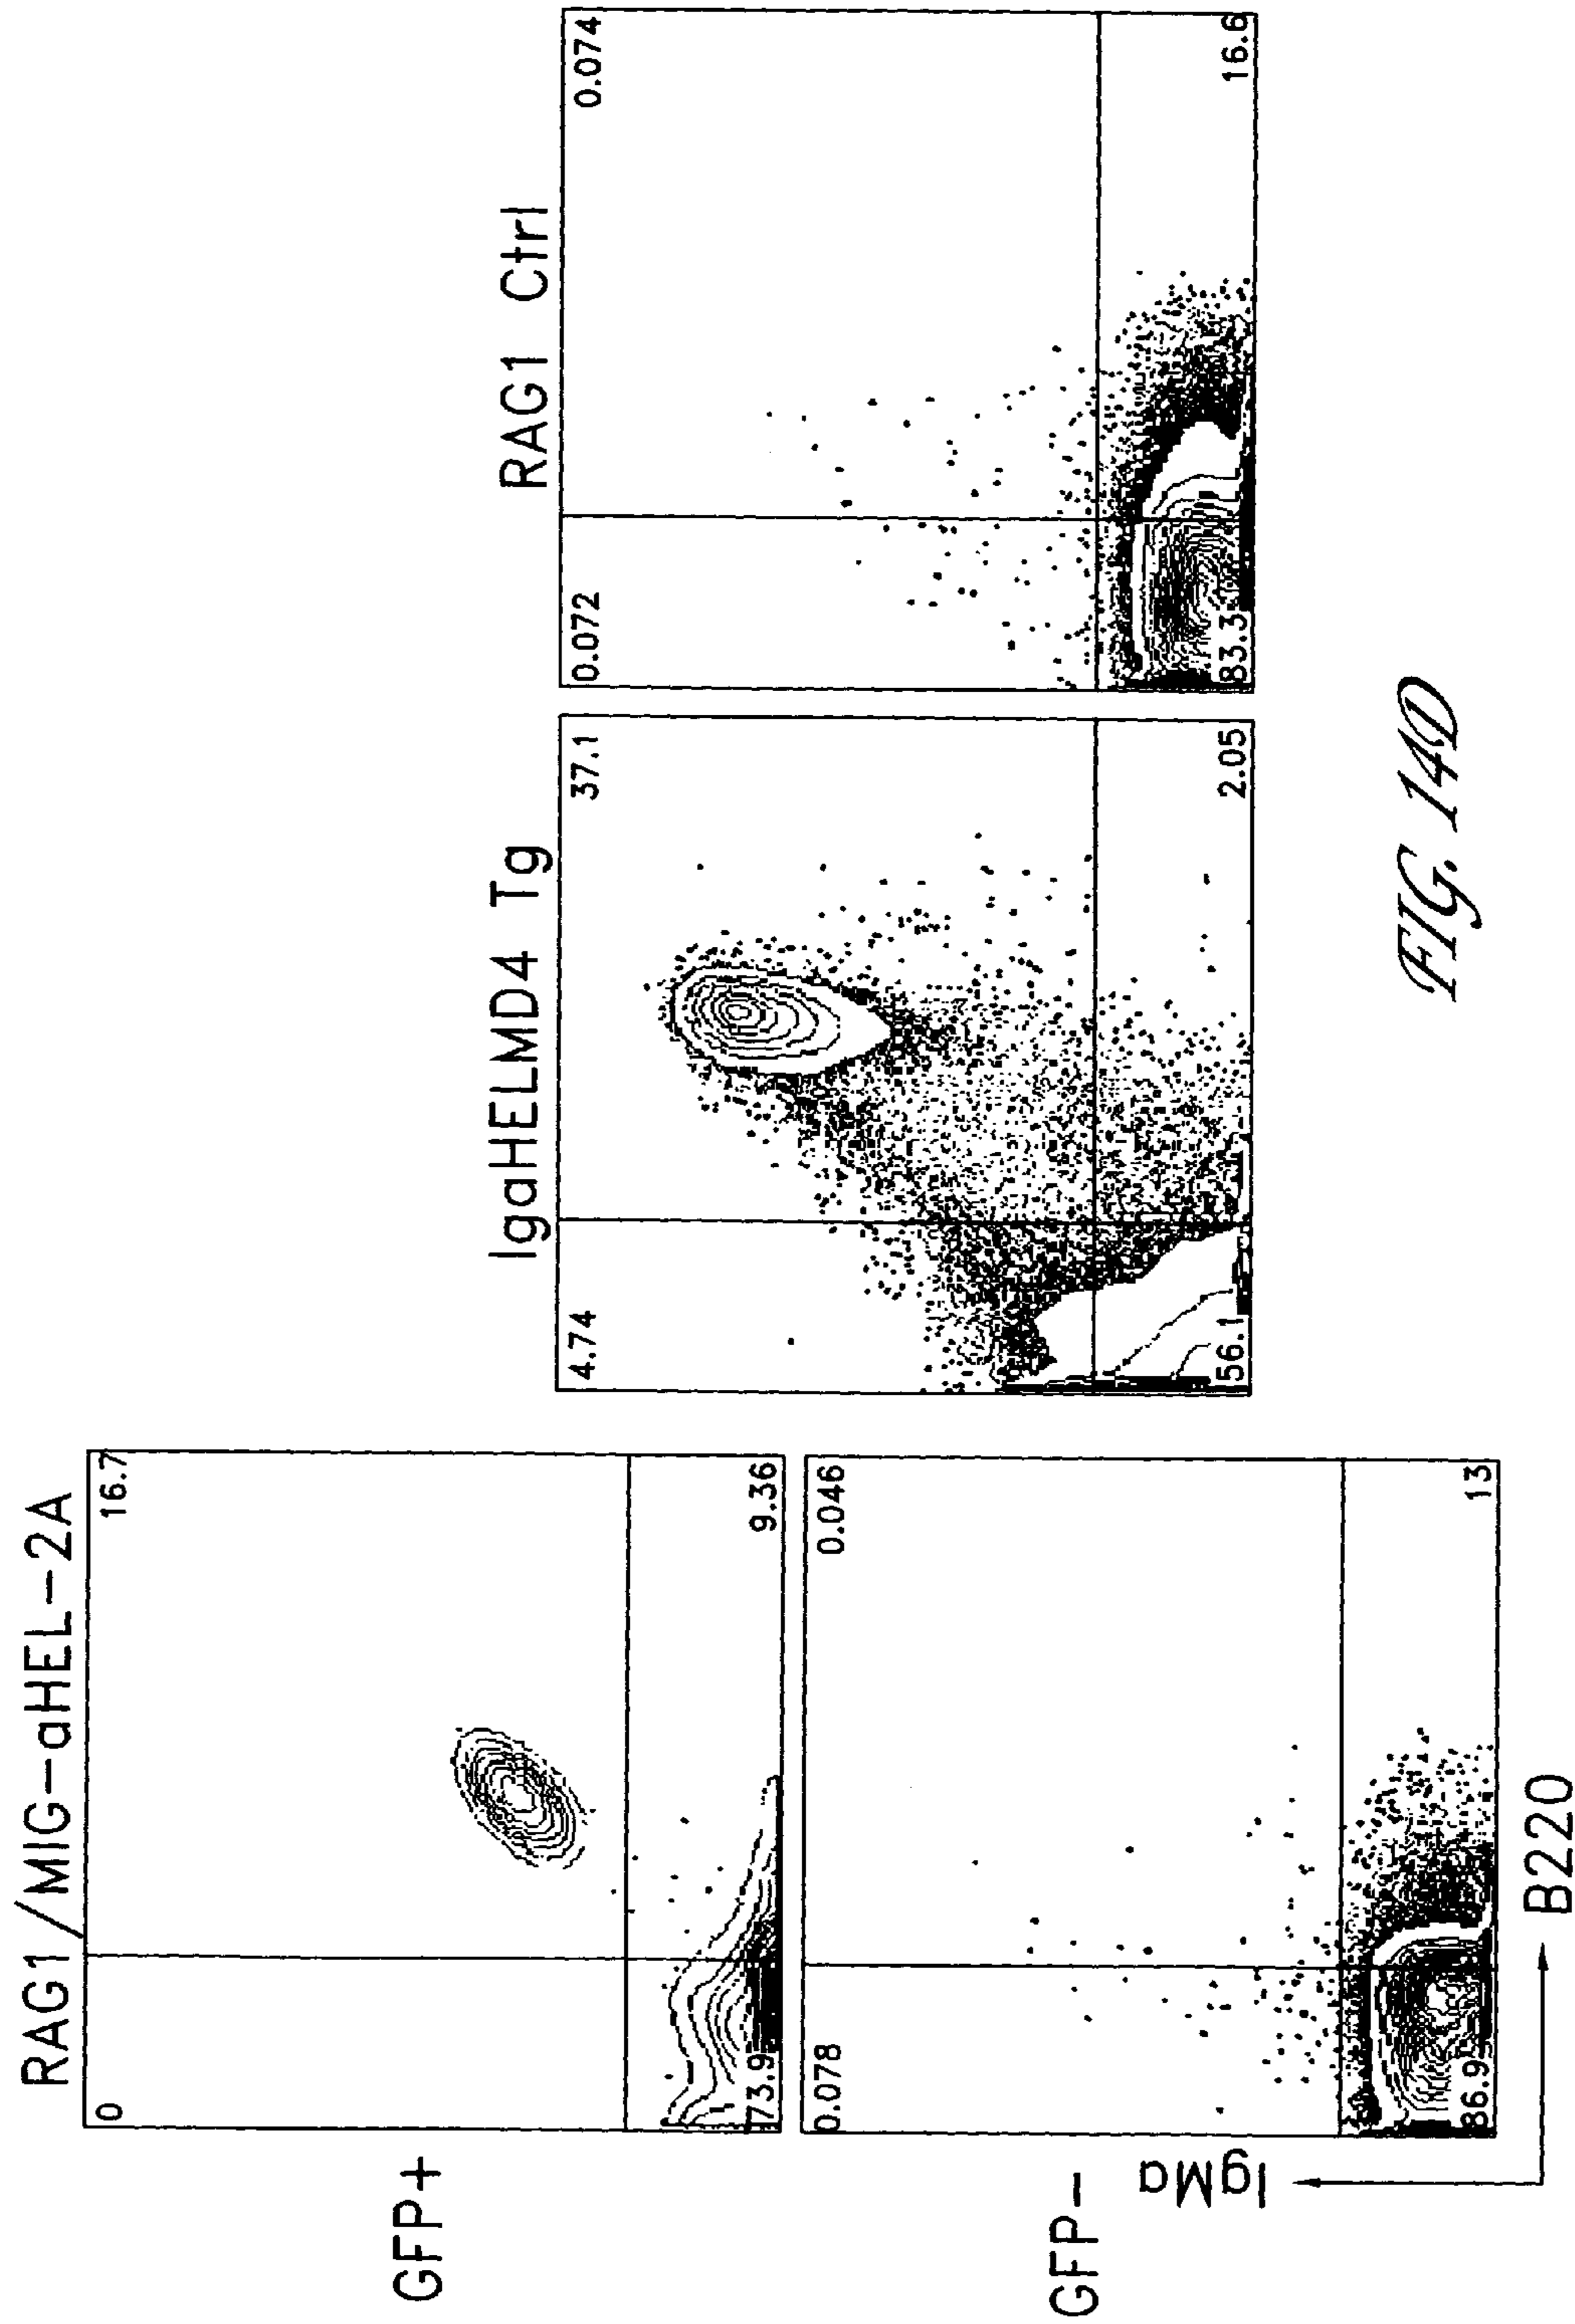 RAG1/MIG-aHEL-2A
GFP+
0
16.7
73.9
9.36
GFP-
0.078
0.046
86.9
13
IgMa
B220
IgaHELMD4 Tg
4.74
37.1
56.1
2.05
RAG1 Ctrl
0.072
0.074
83.3
16.6
FIG. 14D